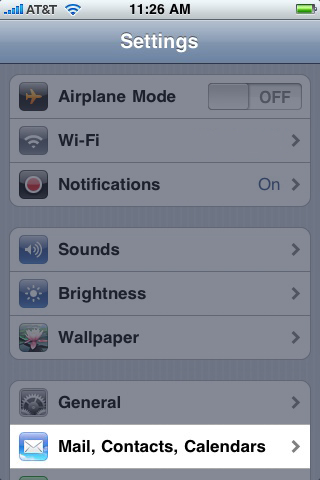 AT&T 11:26 AM
Settings
Airplane Mode OFF
Wi-Fi
Notifications On
Sounds
Brightness
Wallpaper
General
Mail, Contacts, Calendars